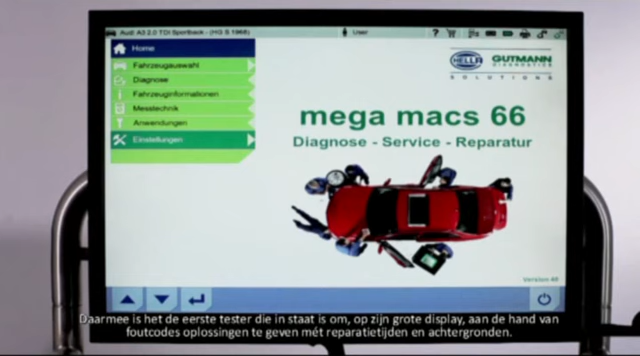 Audi A3 2.0 TDI Sportback - (HG S 1968)
User
Home
Fahrzeugauswahl
Diagnose
Fahrzeuginformationen
Messtechnik
Anwendungen
Einstellungen
HELLA GUTMANN
DIAGNOSTICS
SOLUTIONS
mega macs 66
Diagnose - Service - Reparatur
Version 48
Daarmee is het de eerste tester die in staat is om, op zijn grote display, aan de hand van
foutcodes oplossingen te geven mét reparatietijden en achtergronden.